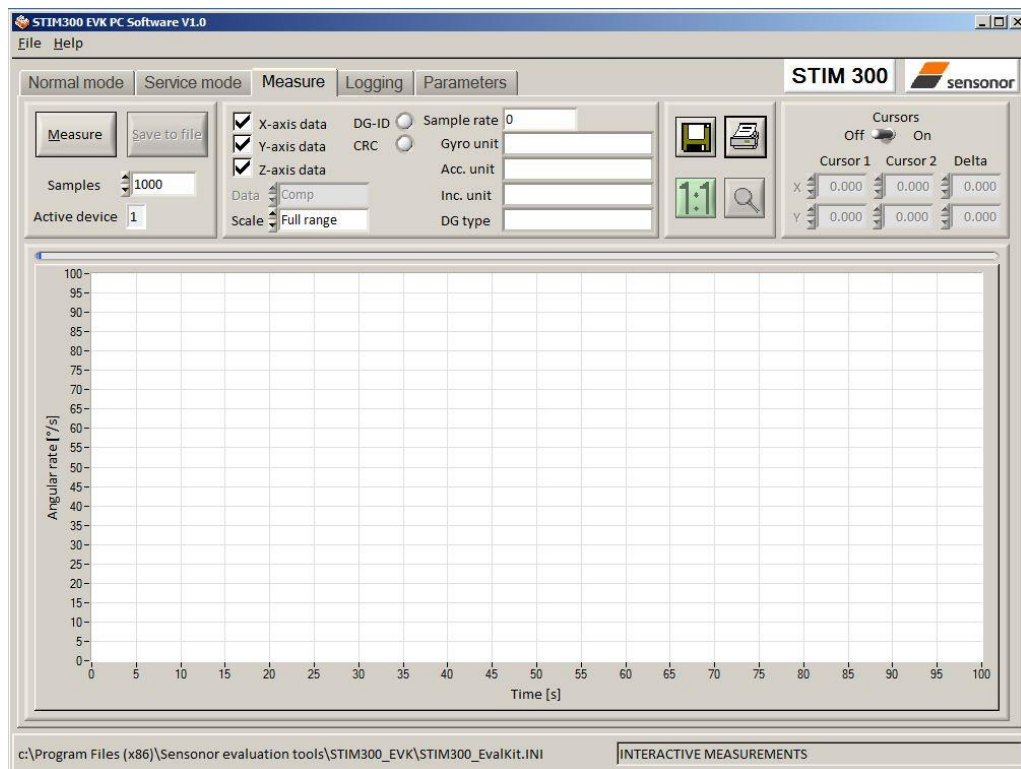 STIM300 EVK PC Software V1.0
File Help
Normal mode Service mode Measure Logging Parameters
STIM 300
sensonor
Measure Save to file
Samples 1000
Active device 1
X-axis data
Y-axis data
Z-axis data
Data Comp
Scale Full range
DG-ID
CRC
Sample rate 0
Gyro unit
Acc. unit
Inc. unit
DG type
1:1
Cursors
Off On
Cursor 1 Cursor 2 Delta
X 0.000 0.000 0.000
Y 0.000 0.000 0.000
Angular rate [°/s]
100
95
90
85
80
75
70
65
60
55
50
45
40
35
30
25
20
15
10
5
0
0 5 10 15 20 25 30 35 40 45 50 55 60 65 70 75 80 85 90 95 100
Time [s]
c:\Program Files (x86)\Sensonor evaluation tools\STIM300_EVK\STIM300_EvalKit.INI
INTERACTIVE MEASUREMENTS